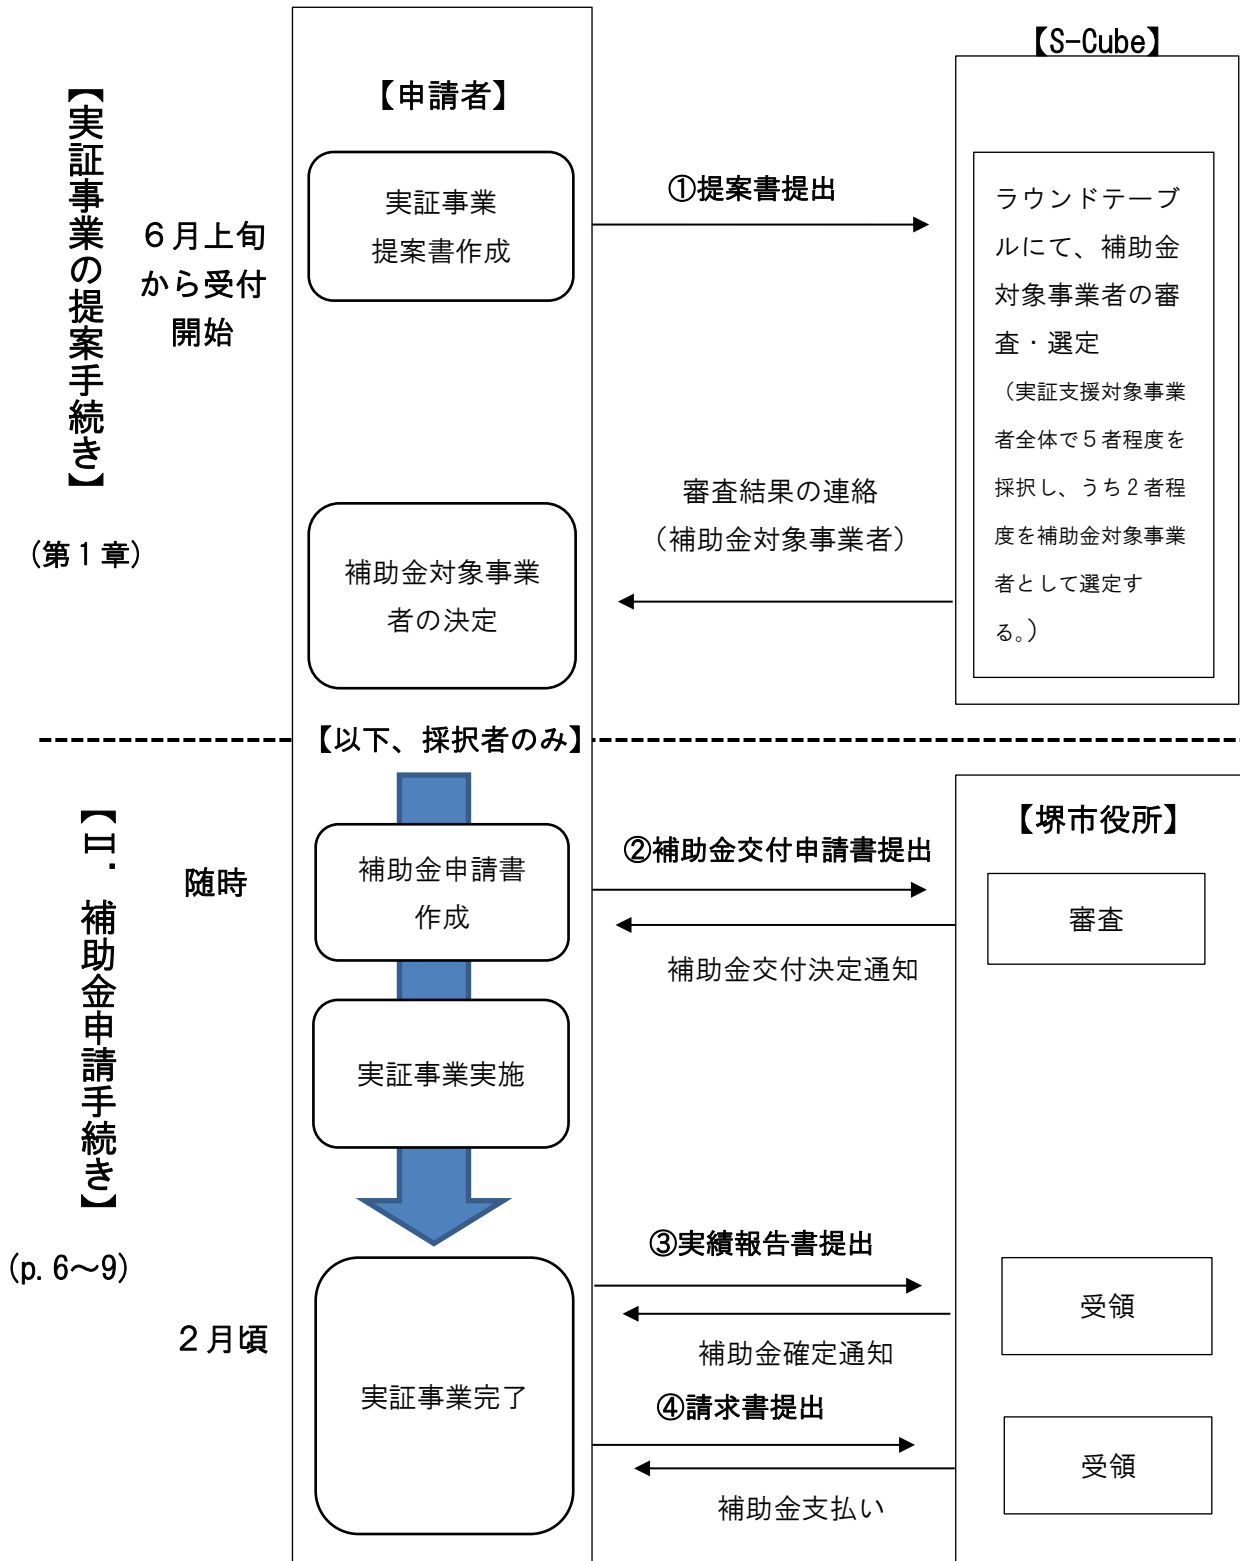 【実証事業の提案手続き】
(第1章)
６月上旬
から受付
開始
【申請者】
実証事業
提案書作成
①提案書提出
【S-Cube】
ラウンドテーブ
ルにて、補助金
対象事業者の審
査・選定
（実証支援対象事業
者全体で５者程度を
採択し、うち２者程
度を補助金対象事業
者として選定す
る。）
審査結果の連絡
（補助金対象事業者）
補助金対象事業
者の決定
【以下、採択者のみ】
【Ⅱ． 補助金申請手続き】
(p.6～9)
随時
補助金申請書
作成
②補助金交付申請書提出
【堺市役所】
審査
補助金交付決定通知
実証事業実施
２月頃
実証事業完了
③実績報告書提出
受領
補助金確定通知
④請求書提出
受領
補助金支払い